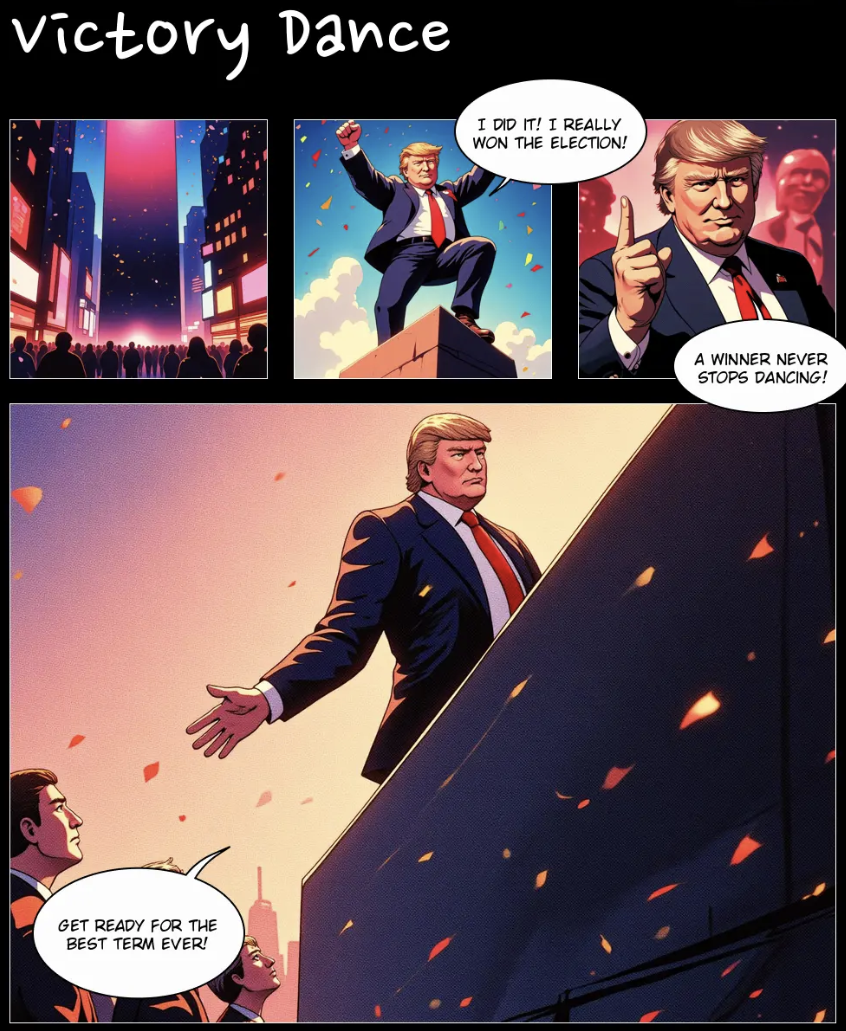 Victory Dance
I DID IT! I REALLY
WON THE ELECTION!
A WINNER NEVER
STOPS DANCING!
GET READY FOR THE
BEST TERM EVER!